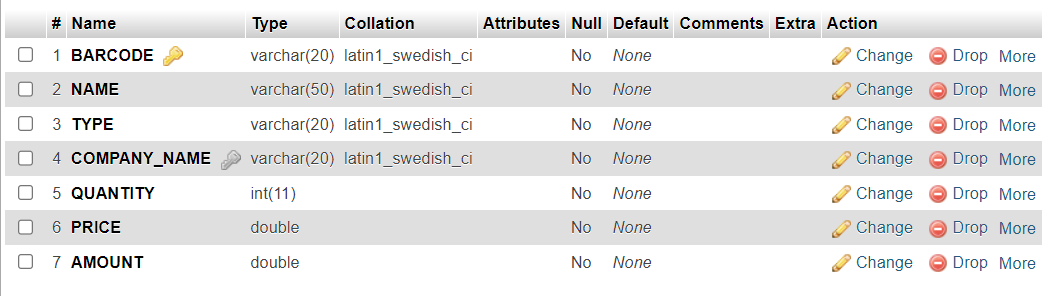 # Name Type Collation Attributes Null Default Comments Extra Action
1 BARCODE varchar(20) latin1_swedish_ci No None Change Drop More
2 NAME varchar(50) latin1_swedish_ci No None Change Drop More
3 TYPE varchar(20) latin1_swedish_ci No None Change Drop More
4 COMPANY_NAME varchar(20) latin1_swedish_ci No None Change Drop More
5 QUANTITY int(11) No None Change Drop More
6 PRICE double No None Change Drop More
7 AMOUNT double No None Change Drop More